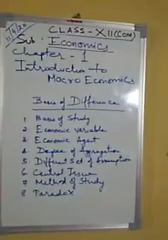 CLASS-XII(COM)
Sub: Economics
Chapter - 1
Introduction to
Macro Economics
Basis of Difference
1 Basis of Study
2 Economic Variable
3 Economic Agent
4 Degree of Aggregation
5 Different Set of Assumption
6 Central Issue
7 Method of Study
8 Paradox